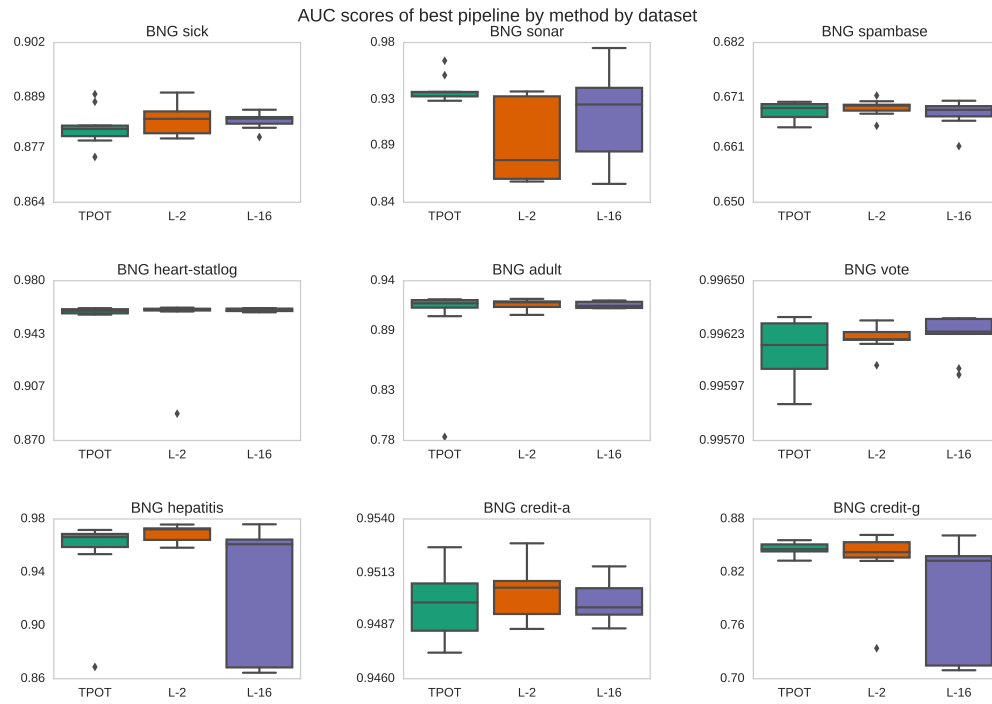 AUC scores of best pipeline by method by dataset
BNG sick
0.902
0.889
0.877
0.864
TPOT L-2 L-16
BNG sonar
0.98
0.93
0.89
0.84
TPOT L-2 L-16
BNG spambase
0.682
0.671
0.661
0.650
TPOT L-2 L-16
BNG heart-statlog
0.980
0.943
0.907
0.870
TPOT L-2 L-16
BNG adult
0.94
0.89
0.83
0.78
TPOT L-2 L-16
BNG vote
0.99650
0.99623
0.99597
0.99570
TPOT L-2 L-16
BNG hepatitis
0.98
0.94
0.90
0.86
TPOT L-2 L-16
BNG credit-a
0.9540
0.9513
0.9487
0.9460
TPOT L-2 L-16
BNG credit-g
0.88
0.82
0.76
0.70
TPOT L-2 L-16